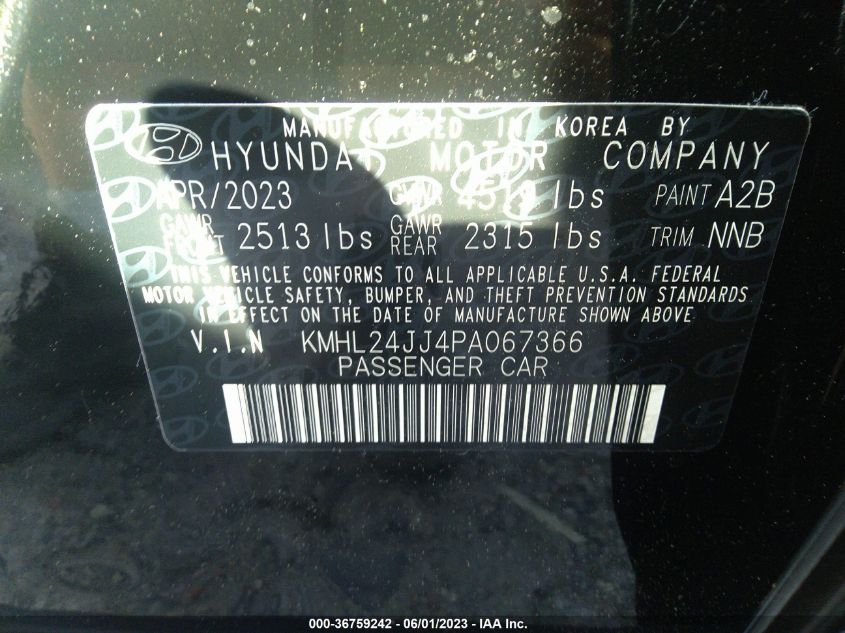 MANUFACTURED IN KOREA BY
HYUNDAI MOTOR COMPANY
APR/2023 GVWR lbs PAINT A2B
GAWR FRONT 2513 lbs GAWR REAR 2315 lbs TRIM NNB
THIS VEHICLE CONFORMS TO ALL APPLICABLE U.S.A. FEDERAL
MOTOR VEHICLE SAFETY, BUMPER, AND THEFT PREVENTION STANDARDS
IN EFFECT ON THE DATE OF MANUFACTURE SHOWN ABOVE
V.I.N KMHL24JJ4PA067366
PASSENGER CAR
000-36759242 - 06/01/2023 - IAA Inc.